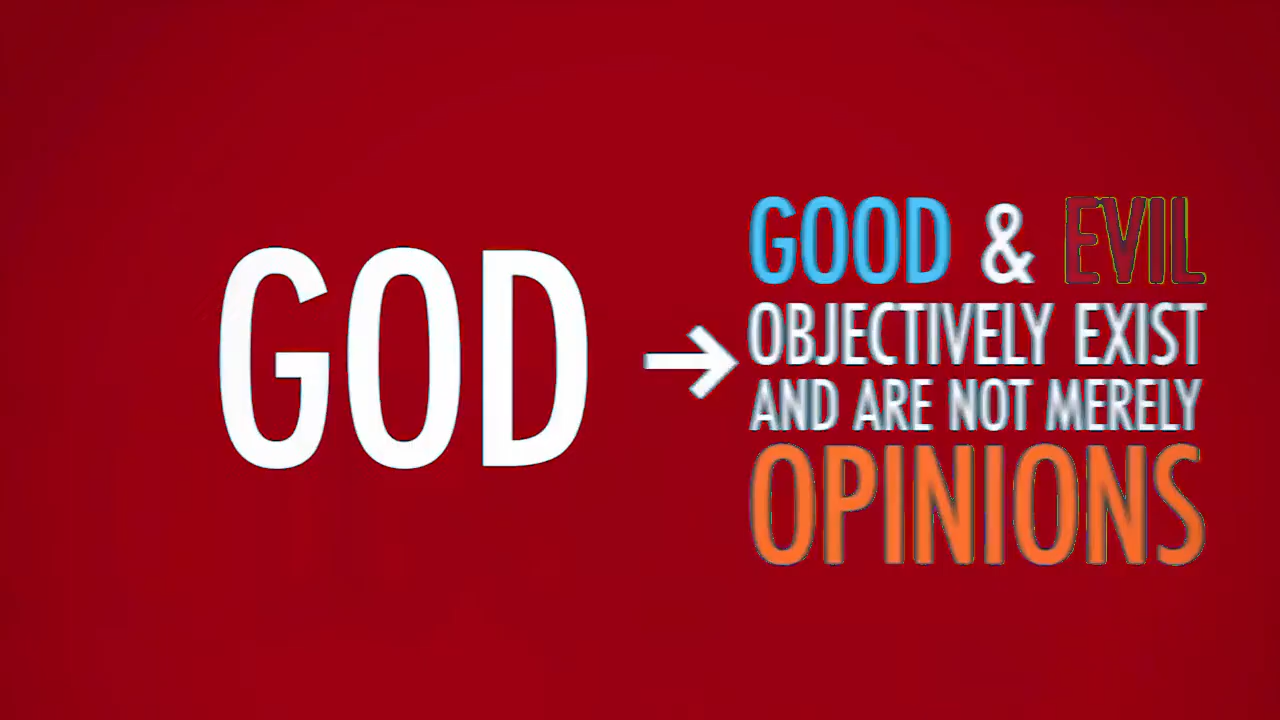 GOD →
GOOD & EVIL
OBJECTIVELY EXIST
AND ARE NOT MERELY
OPINIONS